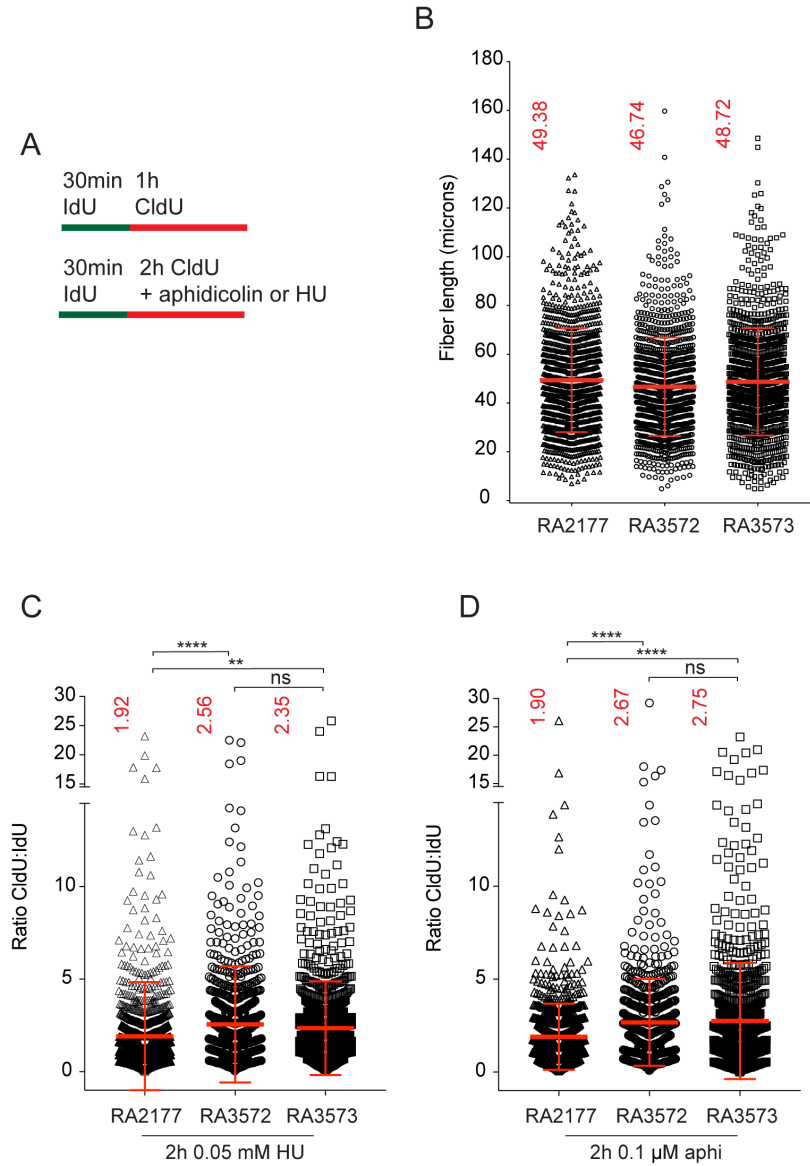 A
30min 1h
IdU CldU
30min 2h CldU
IdU + aphidicolin or HU
B
Fiber length (microns)
180
160
140
120
100
80
60
40
20
0
49.38
46.74
48.72
RA2177
RA3572
RA3573
C
****
**
ns
1.92
2.56
2.35
Ratio CldU:IdU
30
25
20
15
10
5
0
RA2177
RA3572
RA3573
2h 0.05 mM HU
D
****
****
ns
1.90
2.67
2.75
Ratio CldU:IdU
30
25
20
15
10
5
0
RA2177
RA3572
RA3573
2h 0.1 µM aphi